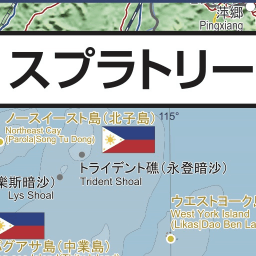 萍郷
Pingxiang
スプラトリー
ノースイースト島（北子島）
Northeast Cay
(Parola|Song Tu Dong)
115°
トライデント礁（永登暗沙）
Trident Shoal
樂斯暗沙）
Lys Shoal
ウエストヨーク
West York Island
(Likas|Dao Ben La
グアサ島（中業島）